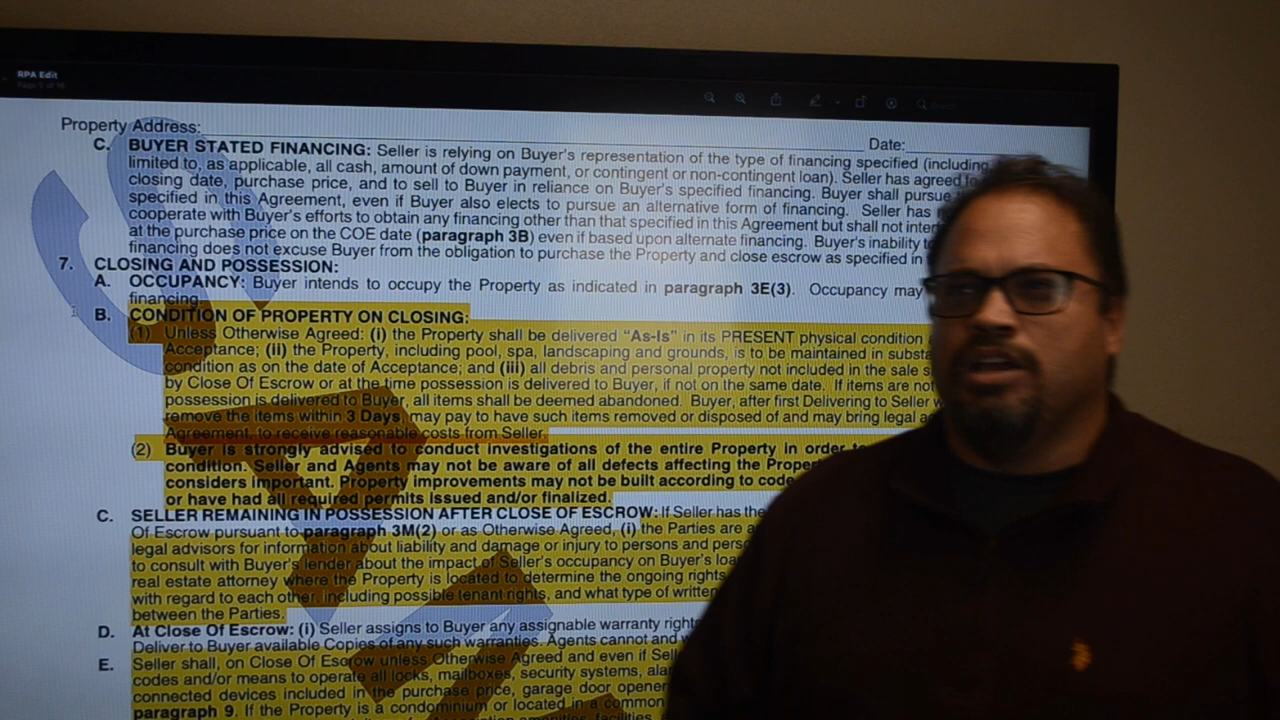 RPA Edit
Page 5 of 16
Property Address: Date:
C. BUYER STATED FINANCING: Seller is relying on Buyer's representation of the type of financing specified (including
limited to, as applicable, all cash, amount of down payment, or contingent or non-contingent loan). Seller has agreed to
closing date, purchase price, and to sell to Buyer in reliance on Buyer's specified financing. Buyer shall pursue
specified in this Agreement, even if Buyer also elects to pursue an alternative form of financing. Seller has
cooperate with Buyer's efforts to obtain any financing other than that specified in this Agreement but shall not
at the purchase price on the COE date (paragraph 3B) even if based upon alternate financing. Buyer's inability
financing does not excuse Buyer from the obligation to purchase the Property and close escrow as specified in
7. CLOSING AND POSSESSION:
A. OCCUPANCY: Buyer intends to occupy the Property as indicated in paragraph 3E(3). Occupancy may
financing.
B. CONDITION OF PROPERTY ON CLOSING:
(1) Unless Otherwise Agreed: (i) the Property shall be delivered "As-Is" in its PRESENT physical condition
Acceptance; (ii) the Property, including pool, spa, landscaping and grounds, is to be maintained in substa
condition as on the date of Acceptance; and (iii) all debris and personal property not included in the sale s
by Close Of Escrow or at the time possession is delivered to Buyer, if not on the same date. If items are not
possession is delivered to Buyer, all items shall be deemed abandoned. Buyer, after first Delivering to Seller
remove the items within 3 Days may pay to have such items removed or disposed of and may bring legal
Agreement, to receive reasonable costs from Seller.
(2) Buyer is strongly advised to conduct investigations of the entire Property in order
condition. Seller and Agents may not be aware of all defects affecting the Proper
considers important. Property improvements may not be built according to code
or have had all required permits issued and/or finalized.
C. SELLER REMAINING IN POSSESSION AFTER CLOSE OF ESCROW: If Seller has the
Of Escrow pursuant to paragraph 3M(2) or as Otherwise Agreed, (i) the Parties are a
legal advisors for information about liability and damage or injury to persons and pers
to consult with Buyer's lender about the impact of Seller's occupancy on Buyer's loa
real estate attorney where the Property is located to determine the ongoing rights
with regard to each other, including possible tenant rights, and what type of written
between the Parties.
D. At Close Of Escrow: (i) Seller assigns to Buyer any assignable warranty rights
Deliver to Buyer available Copies of any such warranties. Agents cannot and w
E. Seller shall, on Close Of Escrow unless Otherwise Agreed and even if Sell
codes and/or means to operate all locks, mailboxes, security systems, alar
connected devices included in the purchase price, garage door opener
paragraph 9. If the Property is a condominium or located in a common